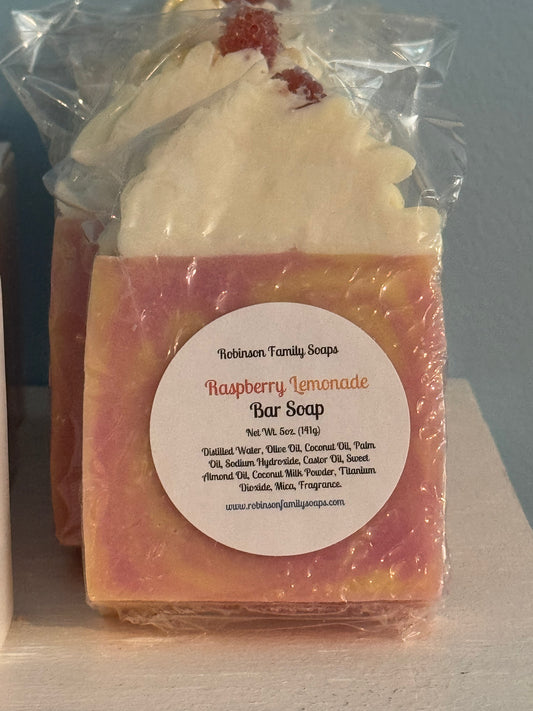 Robinson Family Soaps
Raspberry Lemonade
Bar Soap
Net Wt. 5oz (141g)
Distilled Water, Olive Oil, Coconut Oil, Palm
Oil, Sodium Hydroxide, Castor Oil, Sweet
Almond Oil, Coconut Milk Powder, Titanium
Dioxide, Mica, Fragrance.
www.robinsonfamilysoaps.com